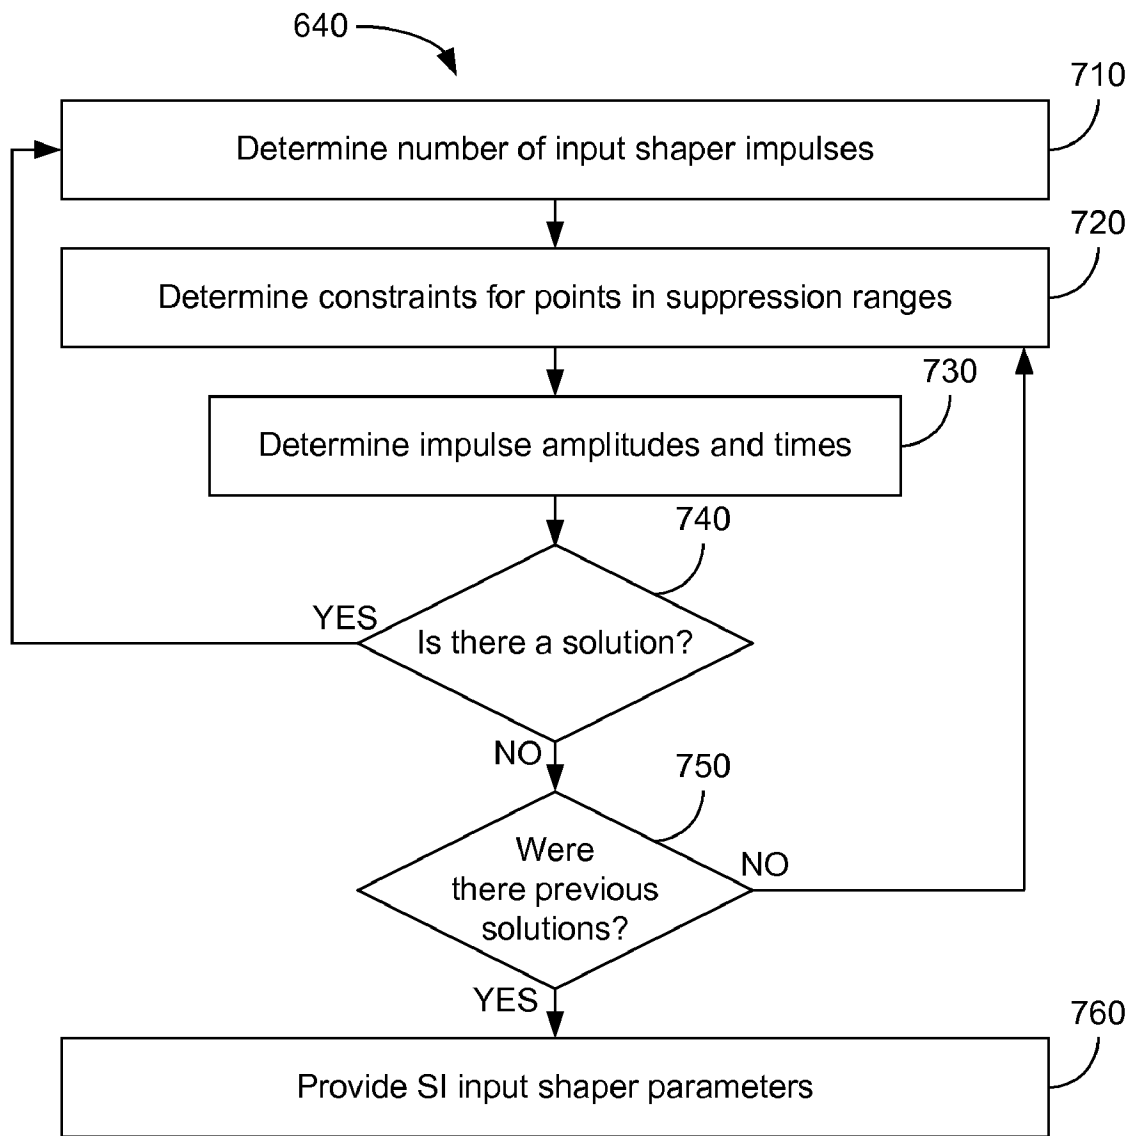 640
710
Determine number of input shaper impulses
720
Determine constraints for points in suppression ranges
730
Determine impulse amplitudes and times
740
YES
Is there a solution?
NO
750
Were
there previous
solutions?
NO
YES
760
Provide SI input shaper parameters